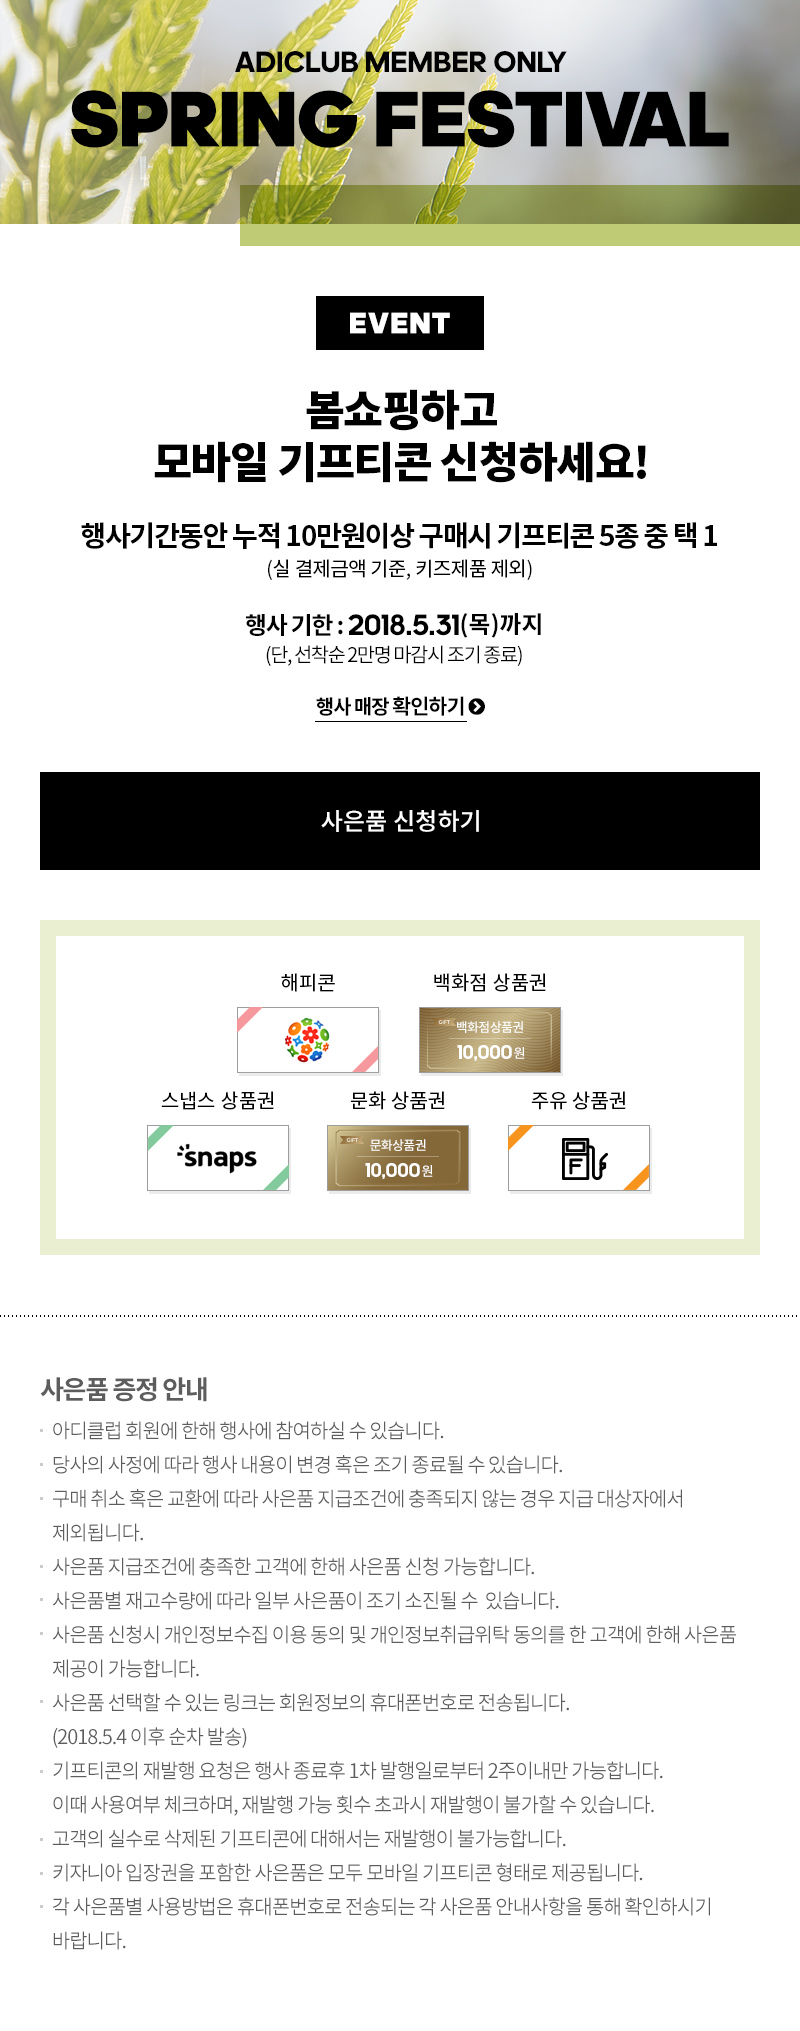 ADICLUB MEMBER ONLY
SPRING FESTIVAL
EVENT
봄쇼핑하고
모바일 기프티콘 신청하세요!
행사기간동안 누적 10만원이상 구매시 기프티콘 5종 중 택 1
(실 결제금액 기준, 키즈제품 제외)
행사 기한 : 2018.5.31(목)까지
(단, 선착순 2만명 마감시 조기 종료)
행사 매장 확인하기
사은품 신청하기
해피콘 백화점 상품권
GIFT 백화점상품권
10,000원
스냅스 상품권 문화 상품권 주유 상품권
snaps
GIFT 문화상품권
10,000원
F
사은품 증정 안내
· 아디클럽 회원에 한해 행사에 참여하실 수 있습니다.
· 당사의 사정에 따라 행사 내용이 변경 혹은 조기 종료될 수 있습니다.
· 구매 취소 혹은 교환에 따라 사은품 지급조건에 충족되지 않는 경우 지급 대상자에서
제외됩니다.
· 사은품 지급조건에 충족한 고객에 한해 사은품 신청 가능합니다.
· 사은품별 재고수량에 따라 일부 사은품이 조기 소진될 수 있습니다.
· 사은품 신청시 개인정보수집 이용 동의 및 개인정보취급위탁 동의를 한 고객에 한해 사은품
제공이 가능합니다.
· 사은품 선택할 수 있는 링크는 회원정보의 휴대폰번호로 전송됩니다.
(2018.5.4 이후 순차 발송)
· 기프티콘의 재발행 요청은 행사 종료후 1차 발행일로부터 2주이내만 가능합니다.
이때 사용여부 체크하며, 재발행 가능 횟수 초과시 재발행이 불가할 수 있습니다.
· 고객의 실수로 삭제된 기프티콘에 대해서는 재발행이 불가능합니다.
· 키자니아 입장권을 포함한 사은품은 모두 모바일 기프티콘 형태로 제공됩니다.
· 각 사은품별 사용방법은 휴대폰번호로 전송되는 각 사은품 안내사항을 통해 확인하시기
바랍니다.